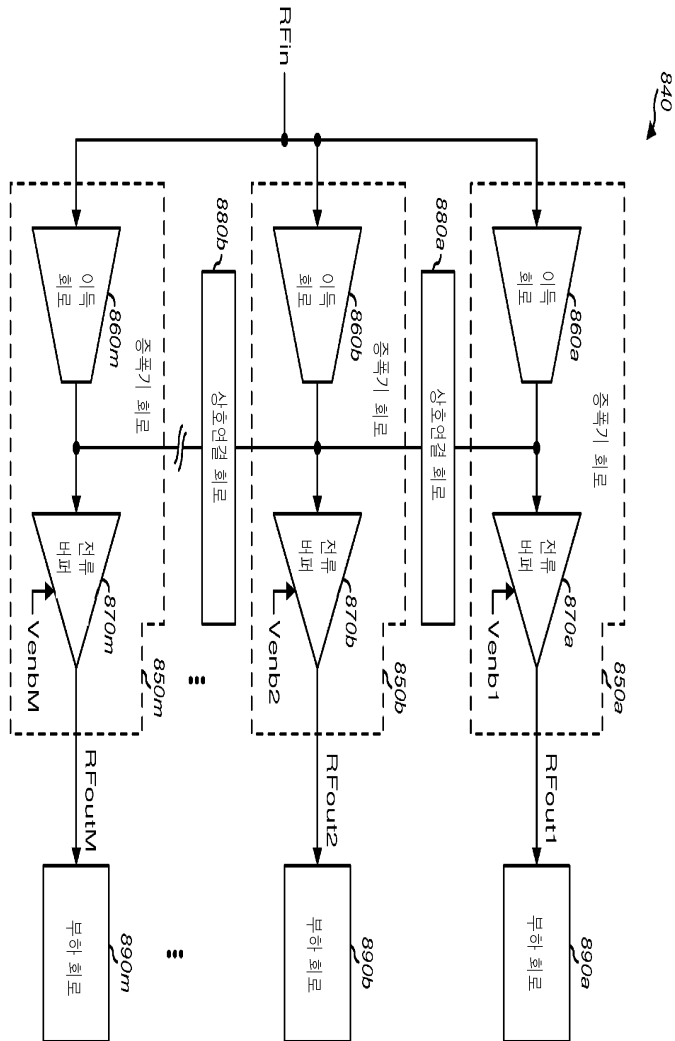 840
증폭기 회로
850a
860a
이득
회로
870a
전류
버퍼
Venb1
RFout1
890a
부하 회로
880a
상호연결 회로
증폭기 회로
850b
860b
이득
회로
870b
전류
버퍼
Venb2
RFout2
890b
부하 회로
RFin
880b
상호연결 회로
...
...
증폭기 회로
850m
860m
이득
회로
870m
전류
버퍼
VenbM
RFoutM
890m
부하 회로